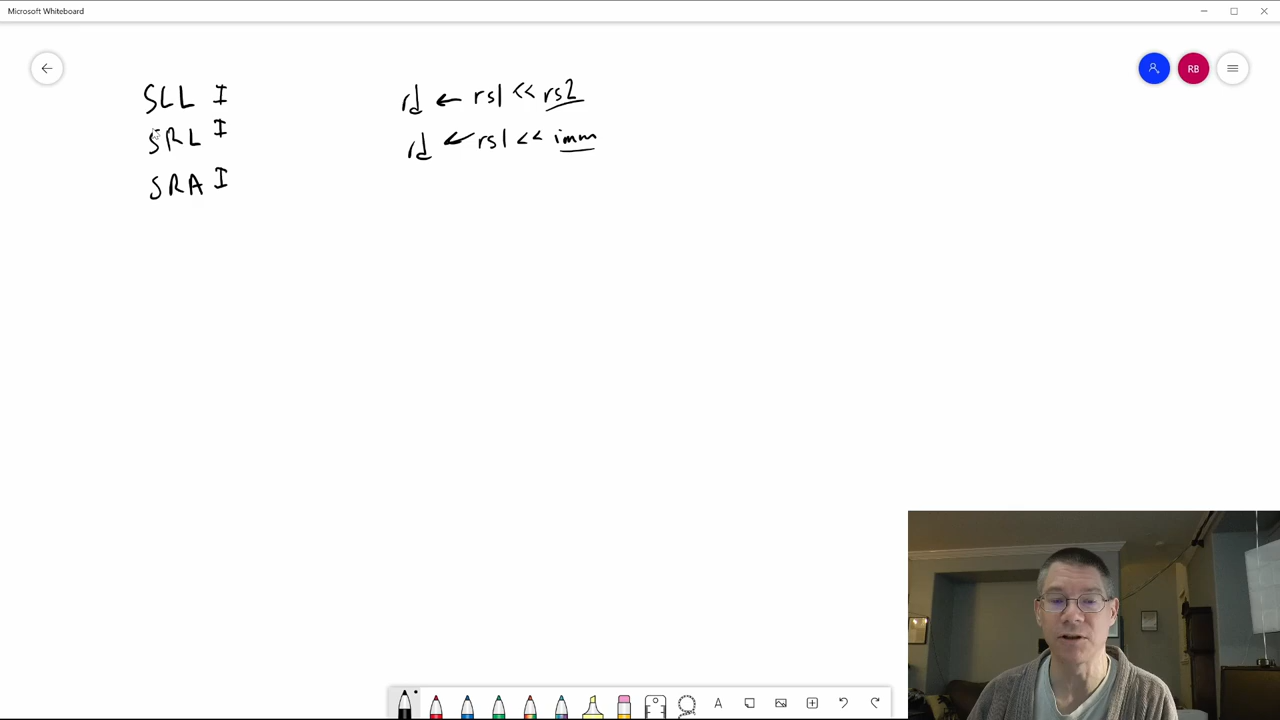 Microsoft Whiteboard
RB
SLL I
rd ← rs1 << rs2
SRL I
rd ← rs1 << imm
SRA I
A